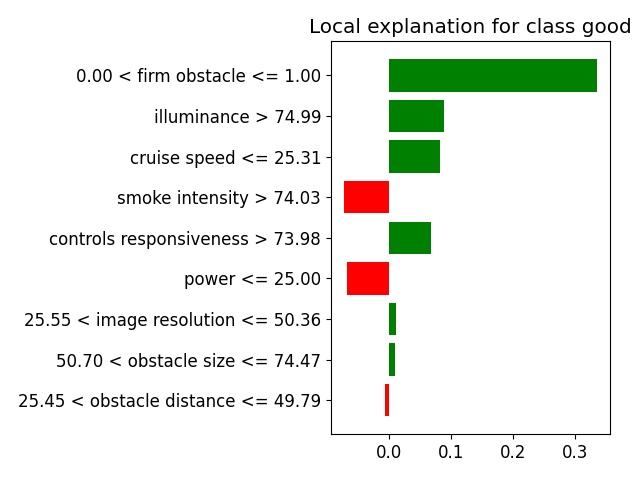 Local explanation for class good
0.00 < firm obstacle <= 1.00
illuminance > 74.99
cruise speed <= 25.31
smoke intensity > 74.03
controls responsiveness > 73.98
power <= 25.00
25.55 < image resolution <= 50.36
50.70 < obstacle size <= 74.47
25.45 < obstacle distance <= 49.79
0.0 0.1 0.2 0.3